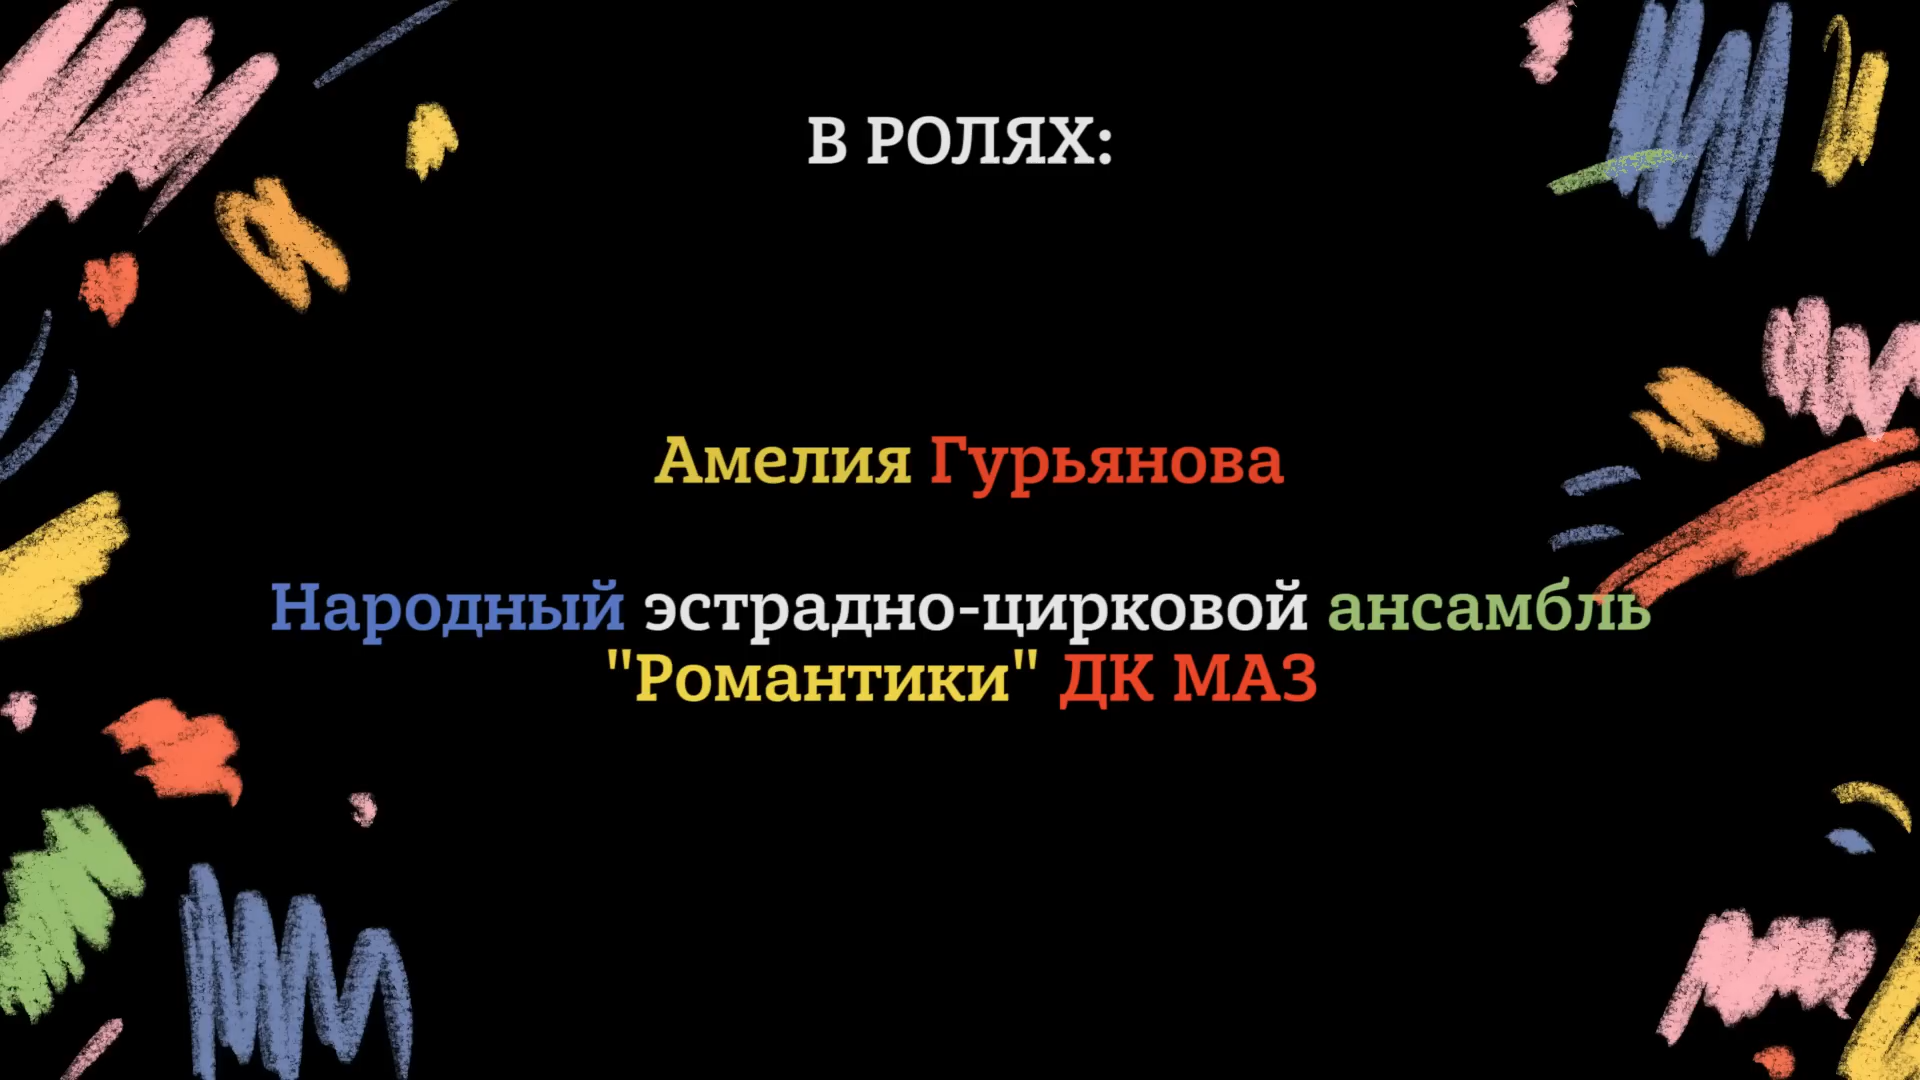 В РОЛЯХ:
Амелия Гурьянова
Народный эстрадно-цирковой ансамбль
"Романтики" ДК МАЗ